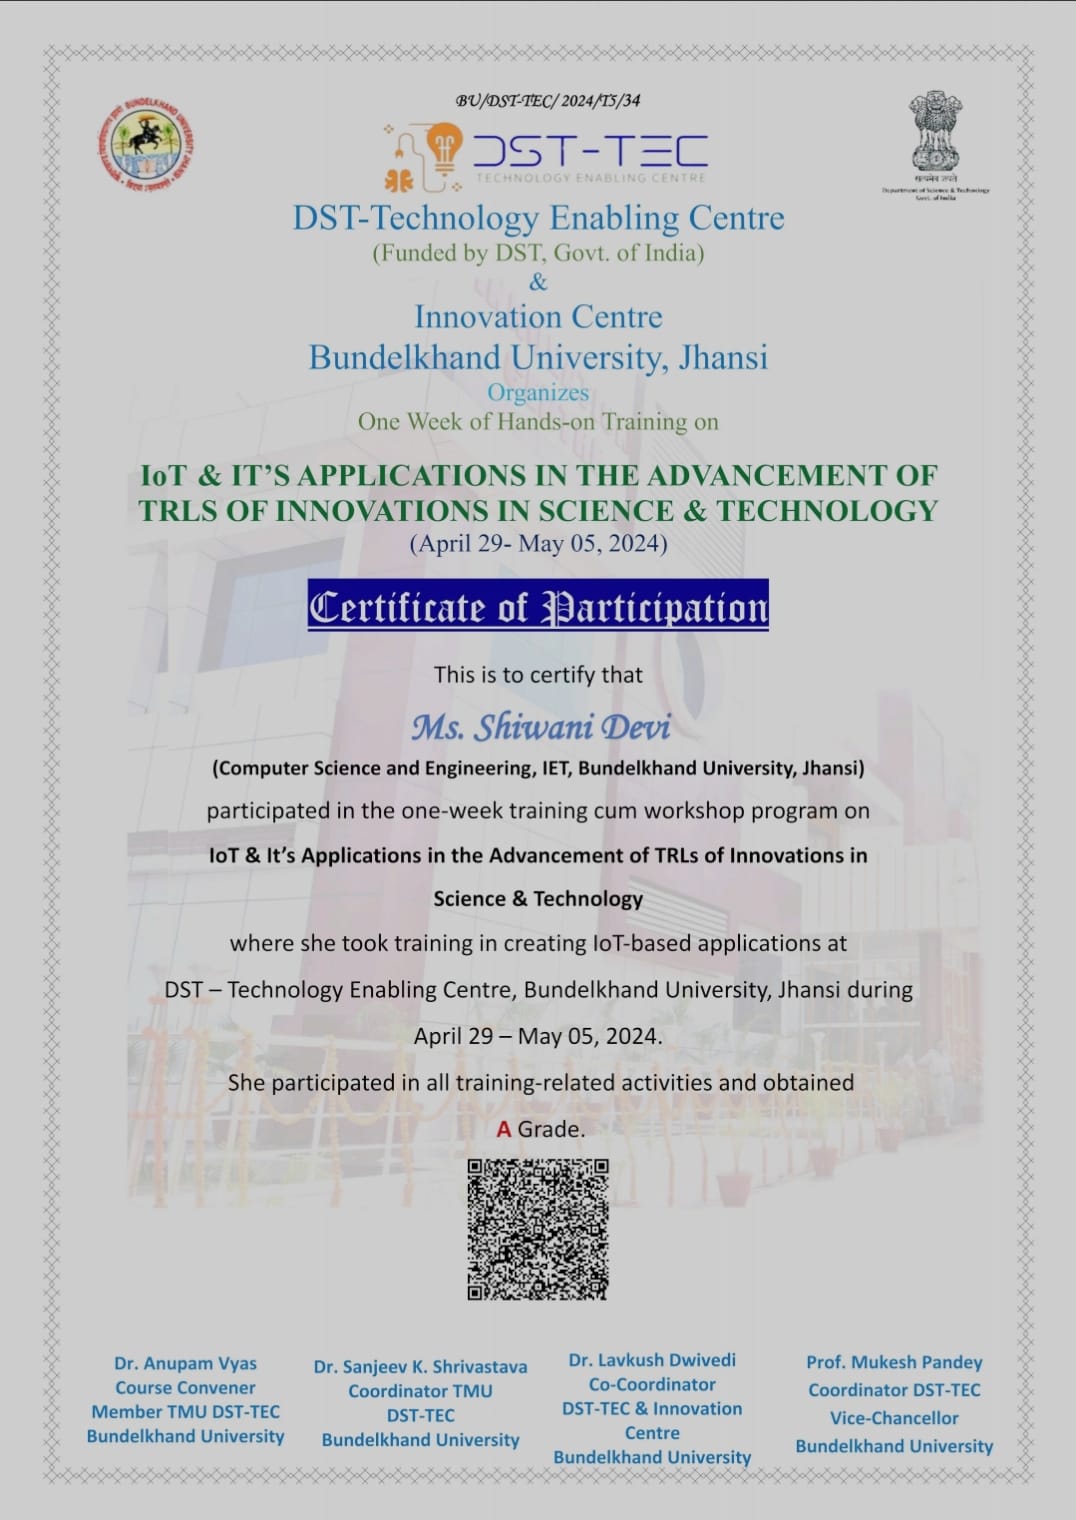 BU/DST-TEC/ 2024/T5/34
BUNDELKHAND UNIVERSITY JHANSI
DST-TEC
TECHNOLOGY ENABLING CENTRE
सत्यमेव जयते
Department of Science & Technology
Govt. of India
DST-Technology Enabling Centre
(Funded by DST, Govt. of India)
&
Innovation Centre
Bundelkhand University, Jhansi
Organizes
One Week of Hands-on Training on
IoT & IT’S APPLICATIONS IN THE ADVANCEMENT OF
TRLS OF INNOVATIONS IN SCIENCE & TECHNOLOGY
(April 29- May 05, 2024)
Certificate of Participation
This is to certify that
Ms. Shiwani Devi
(Computer Science and Engineering, IET, Bundelkhand University, Jhansi)
participated in the one-week training cum workshop program on
IoT & It’s Applications in the Advancement of TRLs of Innovations in
Science & Technology
where she took training in creating IoT-based applications at
DST – Technology Enabling Centre, Bundelkhand University, Jhansi during
April 29 – May 05, 2024.
She participated in all training-related activities and obtained
A Grade.
Dr. Anupam Vyas
Course Convener
Member TMU DST-TEC
Bundelkhand University
Dr. Sanjeev K. Shrivastava
Coordinator TMU
DST-TEC
Bundelkhand University
Dr. Lavkush Dwivedi
Co-Coordinator
DST-TEC & Innovation
Centre
Bundelkhand University
Prof. Mukesh Pandey
Coordinator DST-TEC
Vice-Chancellor
Bundelkhand University